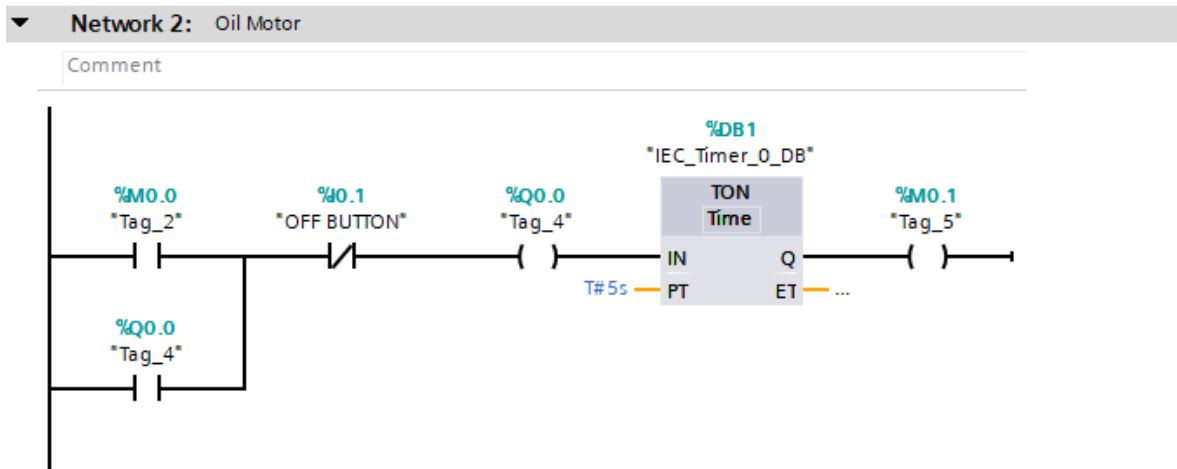 Network 2: Oil Motor
Comment
%DB1
"IEC_Timer_0_DB"
%M0.0 %I0.1 %Q0.0 TON %M0.1
"Tag_2" "OFF BUTTON" "Tag_4" Time "Tag_5"
IN Q
T#5s PT ET ...
%Q0.0
"Tag_4"